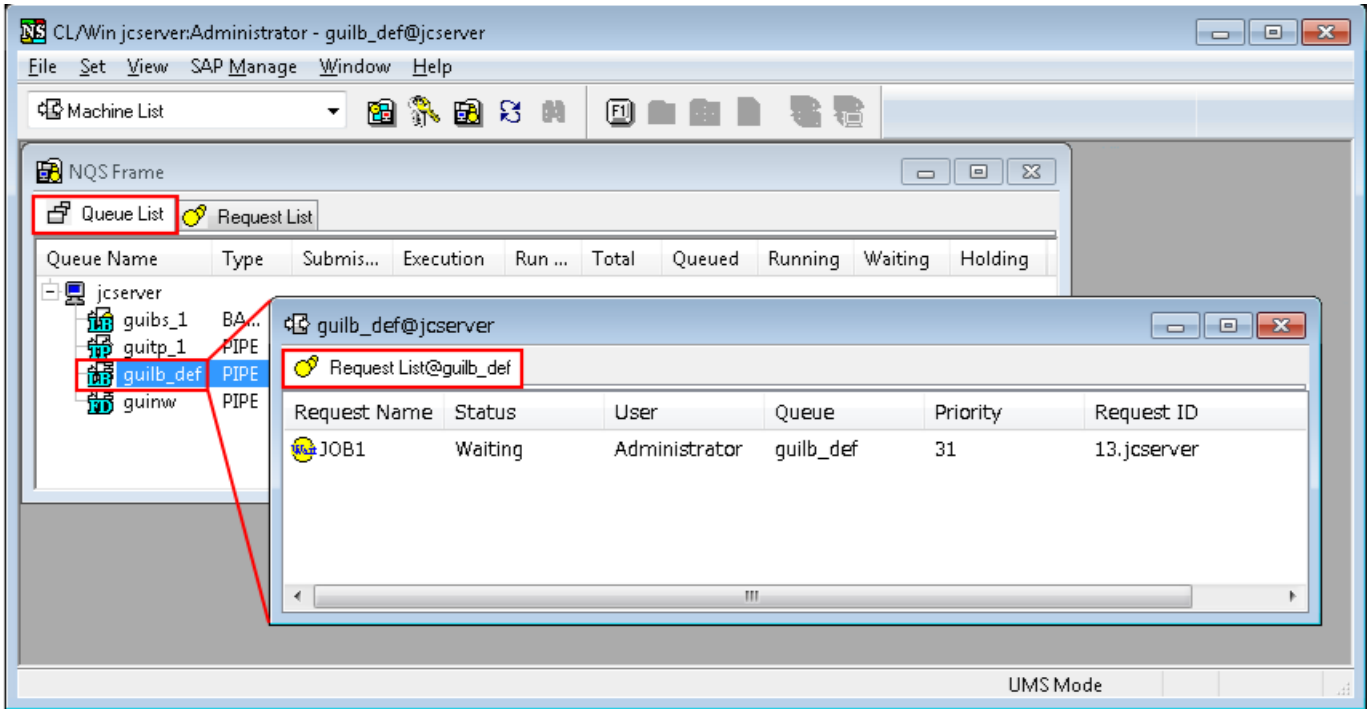 CL/Win jcserver:Administrator - guilb_def@jcserver
File Set View SAP Manage Window Help
Machine List
F1
NQS Frame
Queue List Request List
Queue Name Type Submis... Execution Run ... Total Queued Running Waiting Holding
jcserver
guibs_1 BA...
guitp_1 PIPE
guilb_def PIPE
guinw PIPE
guilb_def@jcserver
Request List@guilb_def
Request Name Status User Queue Priority Request ID
Wait JOB1 Waiting Administrator guilb_def 31 13.jcserver
UMS Mode